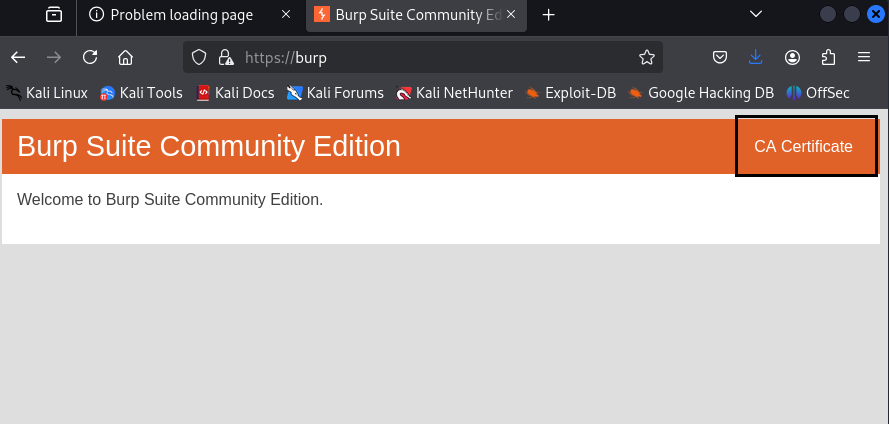 Problem loading page
Burp Suite Community Ed
https://burp
Kali Linux Kali Tools Kali Docs Kali Forums Kali NetHunter Exploit-DB Google Hacking DB OffSec
Burp Suite Community Edition
CA Certificate
Welcome to Burp Suite Community Edition.